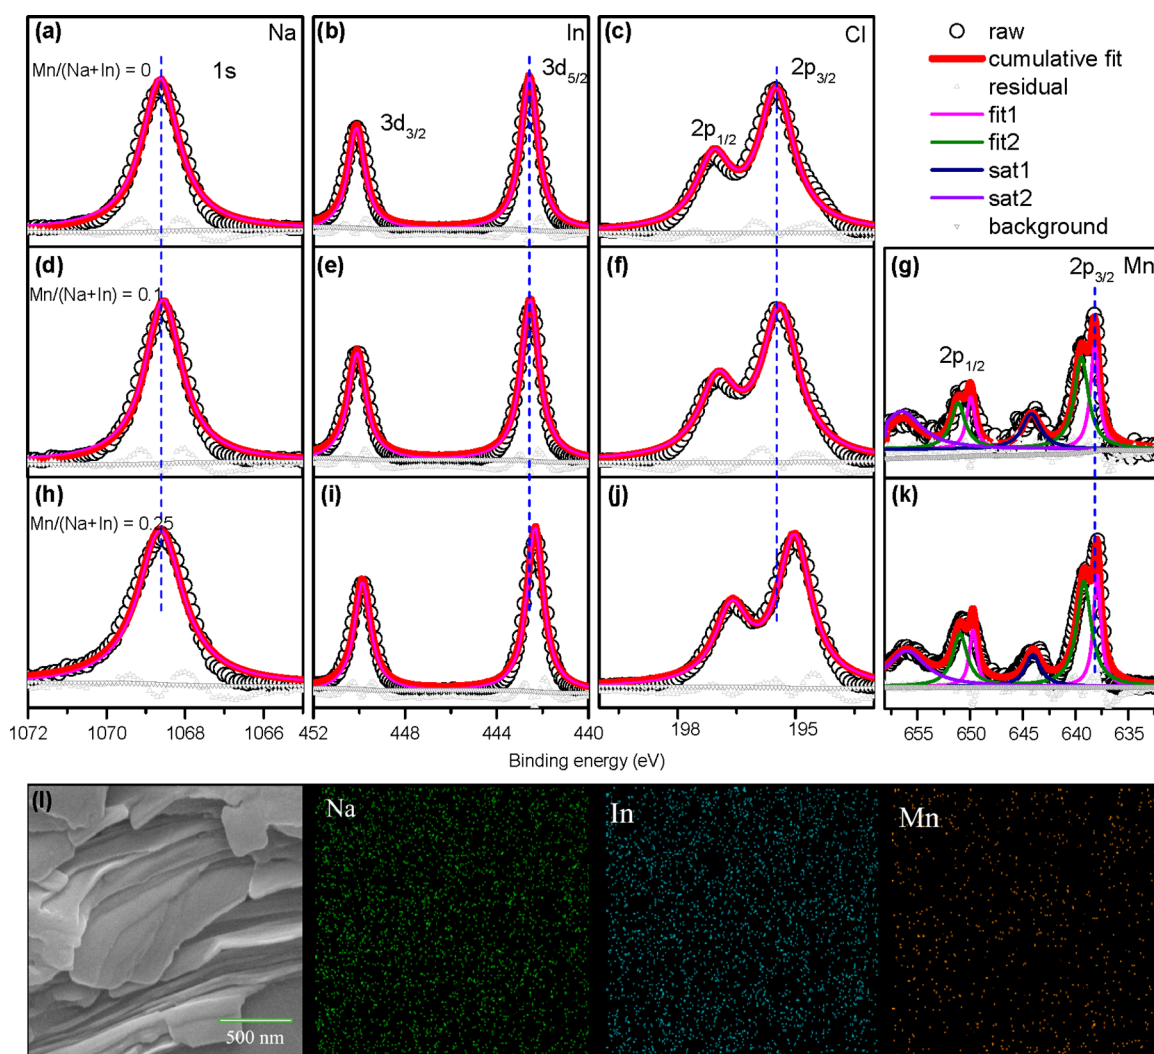 (a) Na
Mn/(Na+In) = 0
1s
(b) In
3d3/2
3d5/2
(c) Cl
2p1/2
2p3/2
raw
cumulative fit
residual
fit1
fit2
sat1
sat2
background
(d)
Mn/(Na+In) = 0.1
(e)
(f)
(g) 2p3/2 Mn
2p1/2
(h)
Mn/(Na+In) = 0.25
(i)
(j)
(k)
1072 1070 1068 1066
452 448 444 440
198 195
655 650 645 640 635
Binding energy (eV)
(l)
500 nm
Na
In
Mn